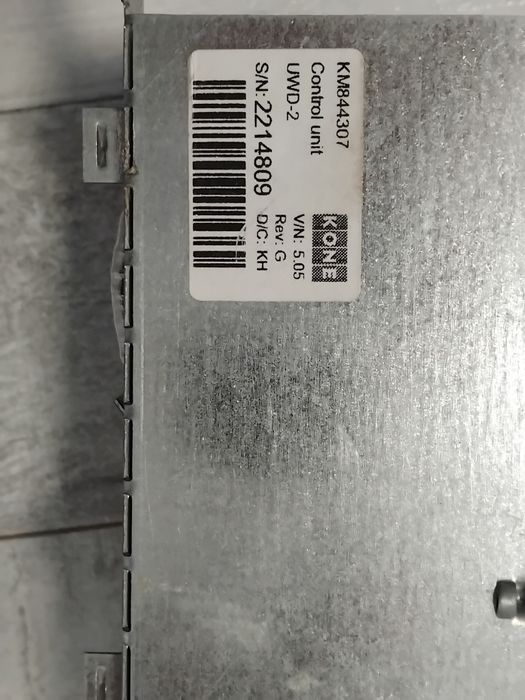 KM844307
Control unit
UWD-2
S/N: 2214809
KONE
V/N: 5.05
Rev: G
D/C: KH